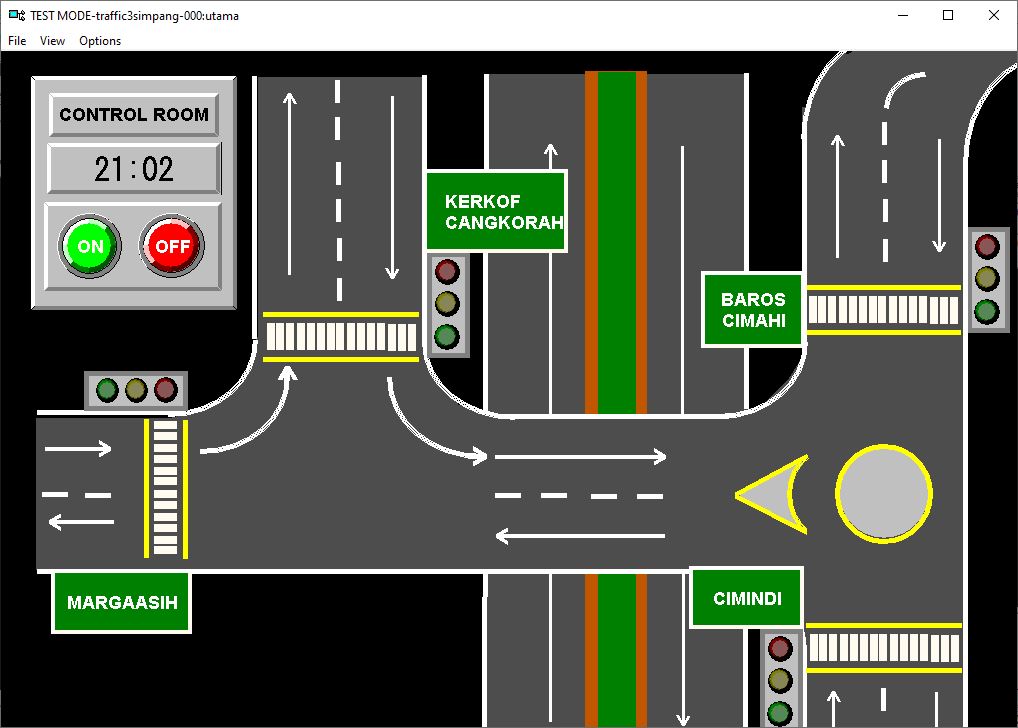 TEST MODE-traffic3simpang-000:utama
File View Options
CONTROL ROOM
21:02
ON OFF
KERKOF
CANGKORAH
BAROS
CIMAHI
MARGAASIH
CIMINDI